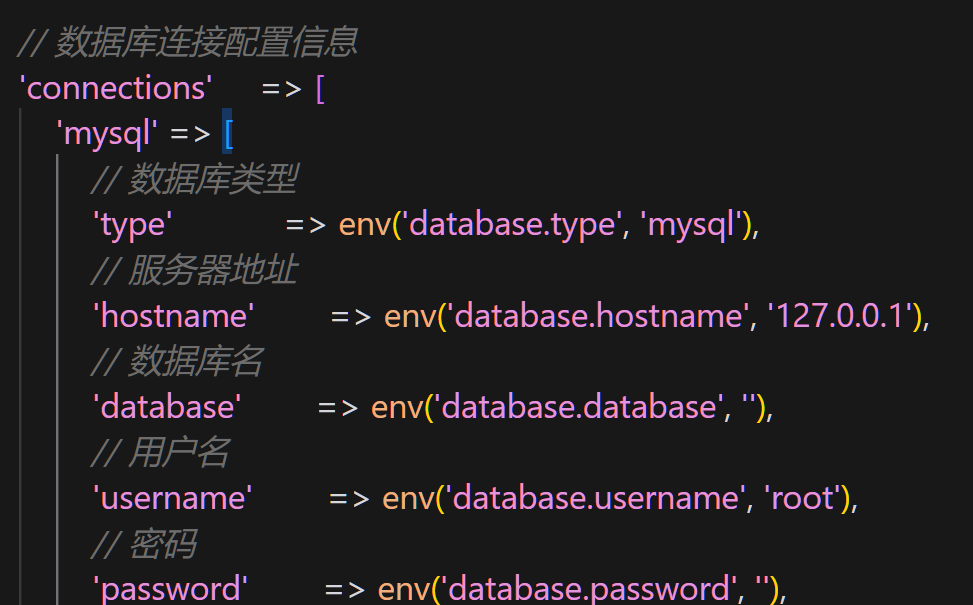 // 数据库连接配置信息
'connections'     => [
'mysql' => [
// 数据库类型
'type'            => env('database.type', 'mysql'),
// 服务器地址
'hostname'        => env('database.hostname', '127.0.0.1'),
// 数据库名
'database'        => env('database.database', ''),
// 用户名
'username'        => env('database.username', 'root'),
// 密码
'password'        => env('database.password', ''),